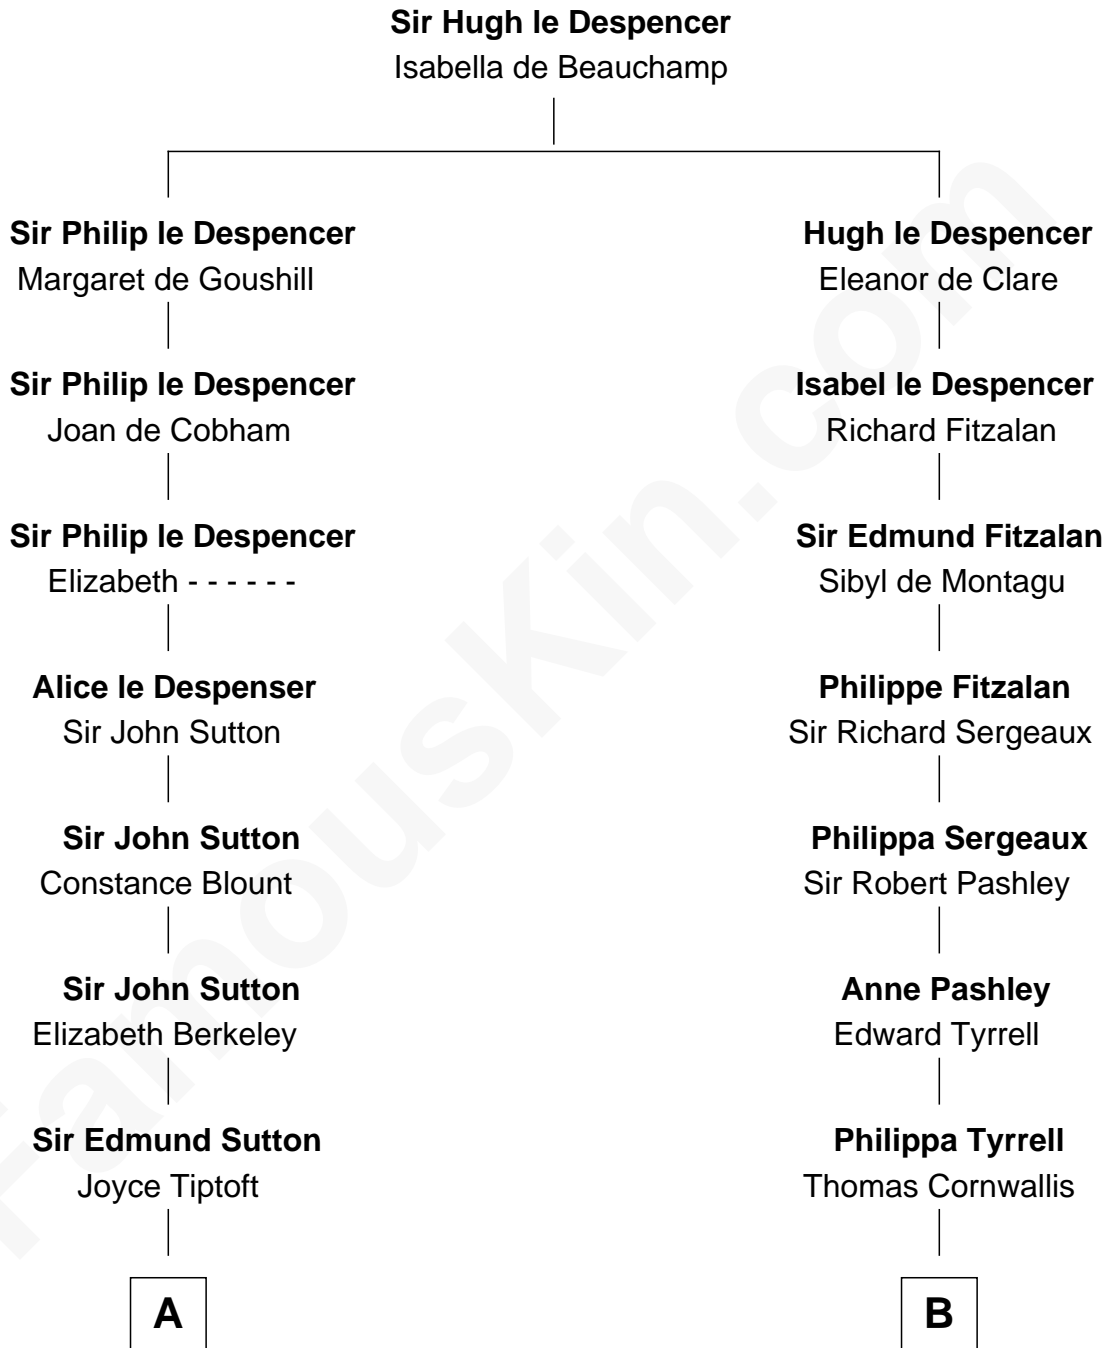 Sir Hugh le Despencer
Isabella de Beauchamp
Sir Philip le Despencer
Margaret de Goushill
Hugh le Despencer
Eleanor de Clare
Sir Philip le Despencer
Joan de Cobham
Isabel le Despencer
Richard Fitzalan
Sir Philip le Despencer
Elizabeth - - - - - -
Sir Edmund Fitzalan
Sibyl de Montagu
Alice le Despenser
Sir John Sutton
Philippe Fitzalan
Sir Richard Sergeaux
Sir John Sutton
Constance Blount
Philippa Sergeaux
Sir Robert Pashley
Sir John Sutton
Elizabeth Berkeley
Anne Pashley
Edward Tyrrell
Sir Edmund Sutton
Joyce Tiptoft
Philippa Tyrrell
Thomas Cornwallis
A
B
FamousKin.com